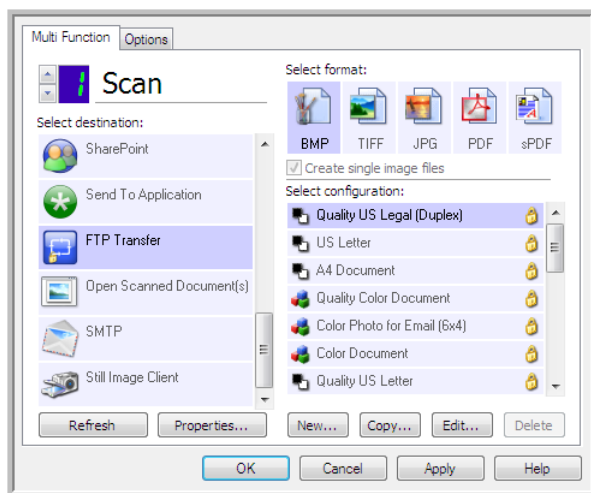 Multi Function
Options
1 Scan
Select destination:
SharePoint
Send To Application
FTP Transfer
Open Scanned Document(s)
SMTP
Still Image Client
Refresh
Properties...
Select format:
BMP
TIFF
JPG
PDF
sPDF
Create single image files
Select configuration:
Quality US Legal (Duplex)
US Letter
A4 Document
Quality Color Document
Color Photo for Email (6x4)
Color Document
Quality US Letter
New...
Copy...
Edit...
Delete
OK
Cancel
Apply
Help